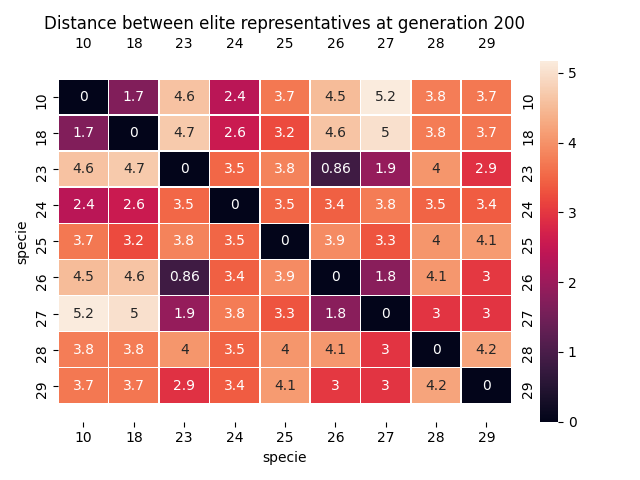 Distance between elite representatives at generation 200
10 18 23 24 25 26 27 28 29
10 0 1.7 4.6 2.4 3.7 4.5 5.2 3.8 3.7 10
18 1.7 0 4.7 2.6 3.2 4.6 5 3.8 3.7 18
23 4.6 4.7 0 3.5 3.8 0.86 1.9 4 2.9 23
24 2.4 2.6 3.5 0 3.5 3.4 3.8 3.5 3.4 24
25 3.7 3.2 3.8 3.5 0 3.9 3.3 4 4.1 25
26 4.5 4.6 0.86 3.4 3.9 0 1.8 4.1 3 26
27 5.2 5 1.9 3.8 3.3 1.8 0 3 3 27
28 3.8 3.8 4 3.5 4 4.1 3 0 4.2 28
29 3.7 3.7 2.9 3.4 4.1 3 3 4.2 0 29
10 18 23 24 25 26 27 28 29
specie
specie
5
4
3
2
1
0